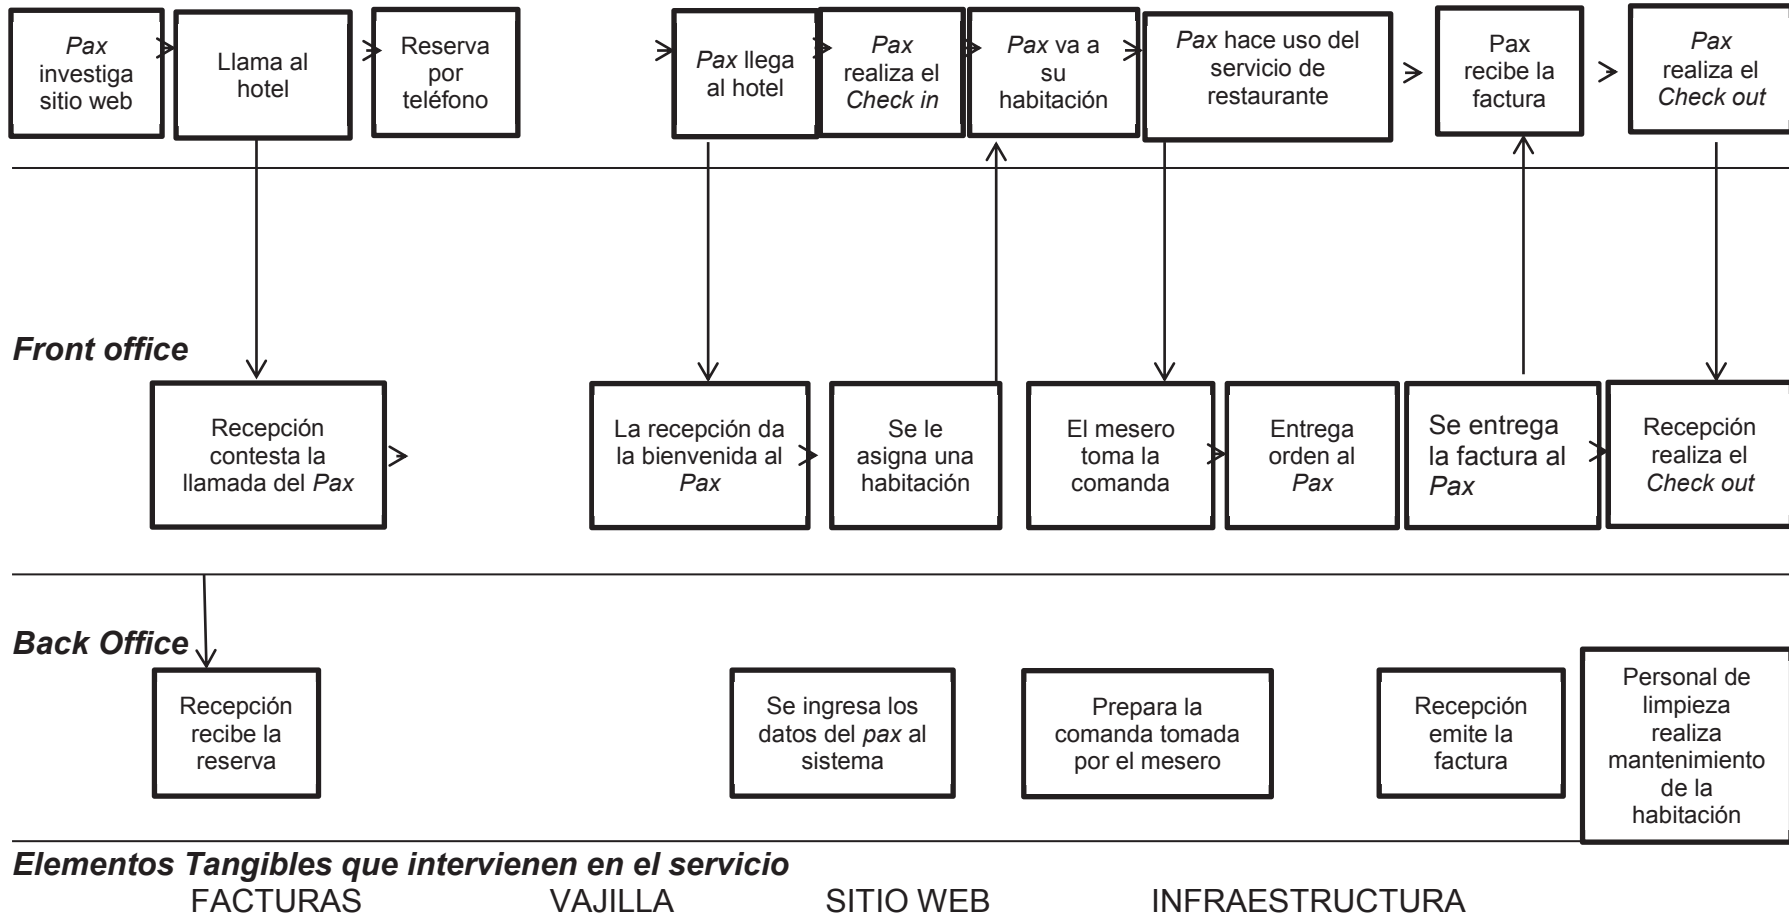 Pax
investiga
sitio web
Llama al
hotel
Reserva
por
teléfono
Pax llega
al hotel
Pax
realiza el
Check in
Pax va a
su
habitación
Pax hace uso del
servicio de
restaurante
Pax
recibe la
factura
Pax
realiza el
Check out
Front office
Recepción
contesta la
llamada del Pax
La recepción da
la bienvenida al
Pax
Se le
asigna una
habitación
El mesero
toma la
comanda
Entrega
orden al
Pax
Se entrega
la factura al
Pax
Recepción
realiza el
Check out
Back Office
Recepción
recibe la
reserva
Se ingresa los
datos del pax al
sistema
Prepara la
comanda tomada
por el mesero
Recepción
emite la
factura
Personal de
limpieza
realiza
mantenimiento
de la
habitación
Elementos Tangibles que intervienen en el servicio
FACTURAS VAJILLA SITIO WEB INFRAESTRUCTURA